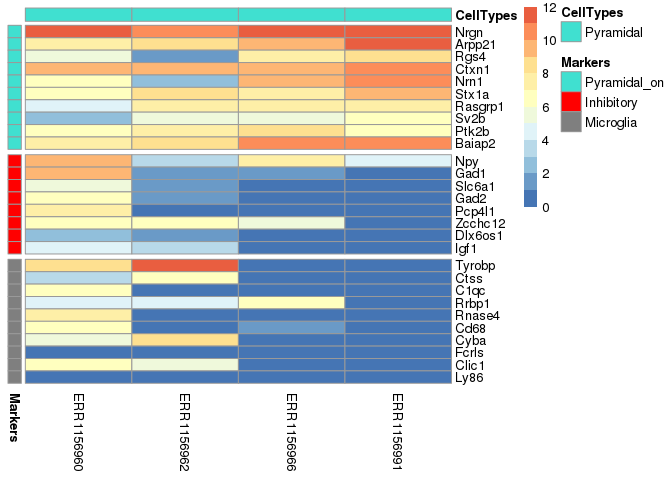 CellTypes
Nrgn
Arpp21
Rgs4
Ctxn1
Nrn1
Stx1a
Rasgrp1
Sv2b
Ptk2b
Baiap2
Npy
Gad1
Slc6a1
Gad2
Pcp4l1
Zcchc12
Dlx6os1
Igf1
Tyrobp
Ctss
C1qc
Rrbp1
Rnase4
Cd68
Cyba
Fcrls
Clic1
Ly86
Markers
ERR1156960
ERR1156962
ERR1156966
ERR1156991
12
10
8
6
4
2
0
CellTypes
Pyramidal
Markers
Pyramidal_on
Inhibitory
Microglia